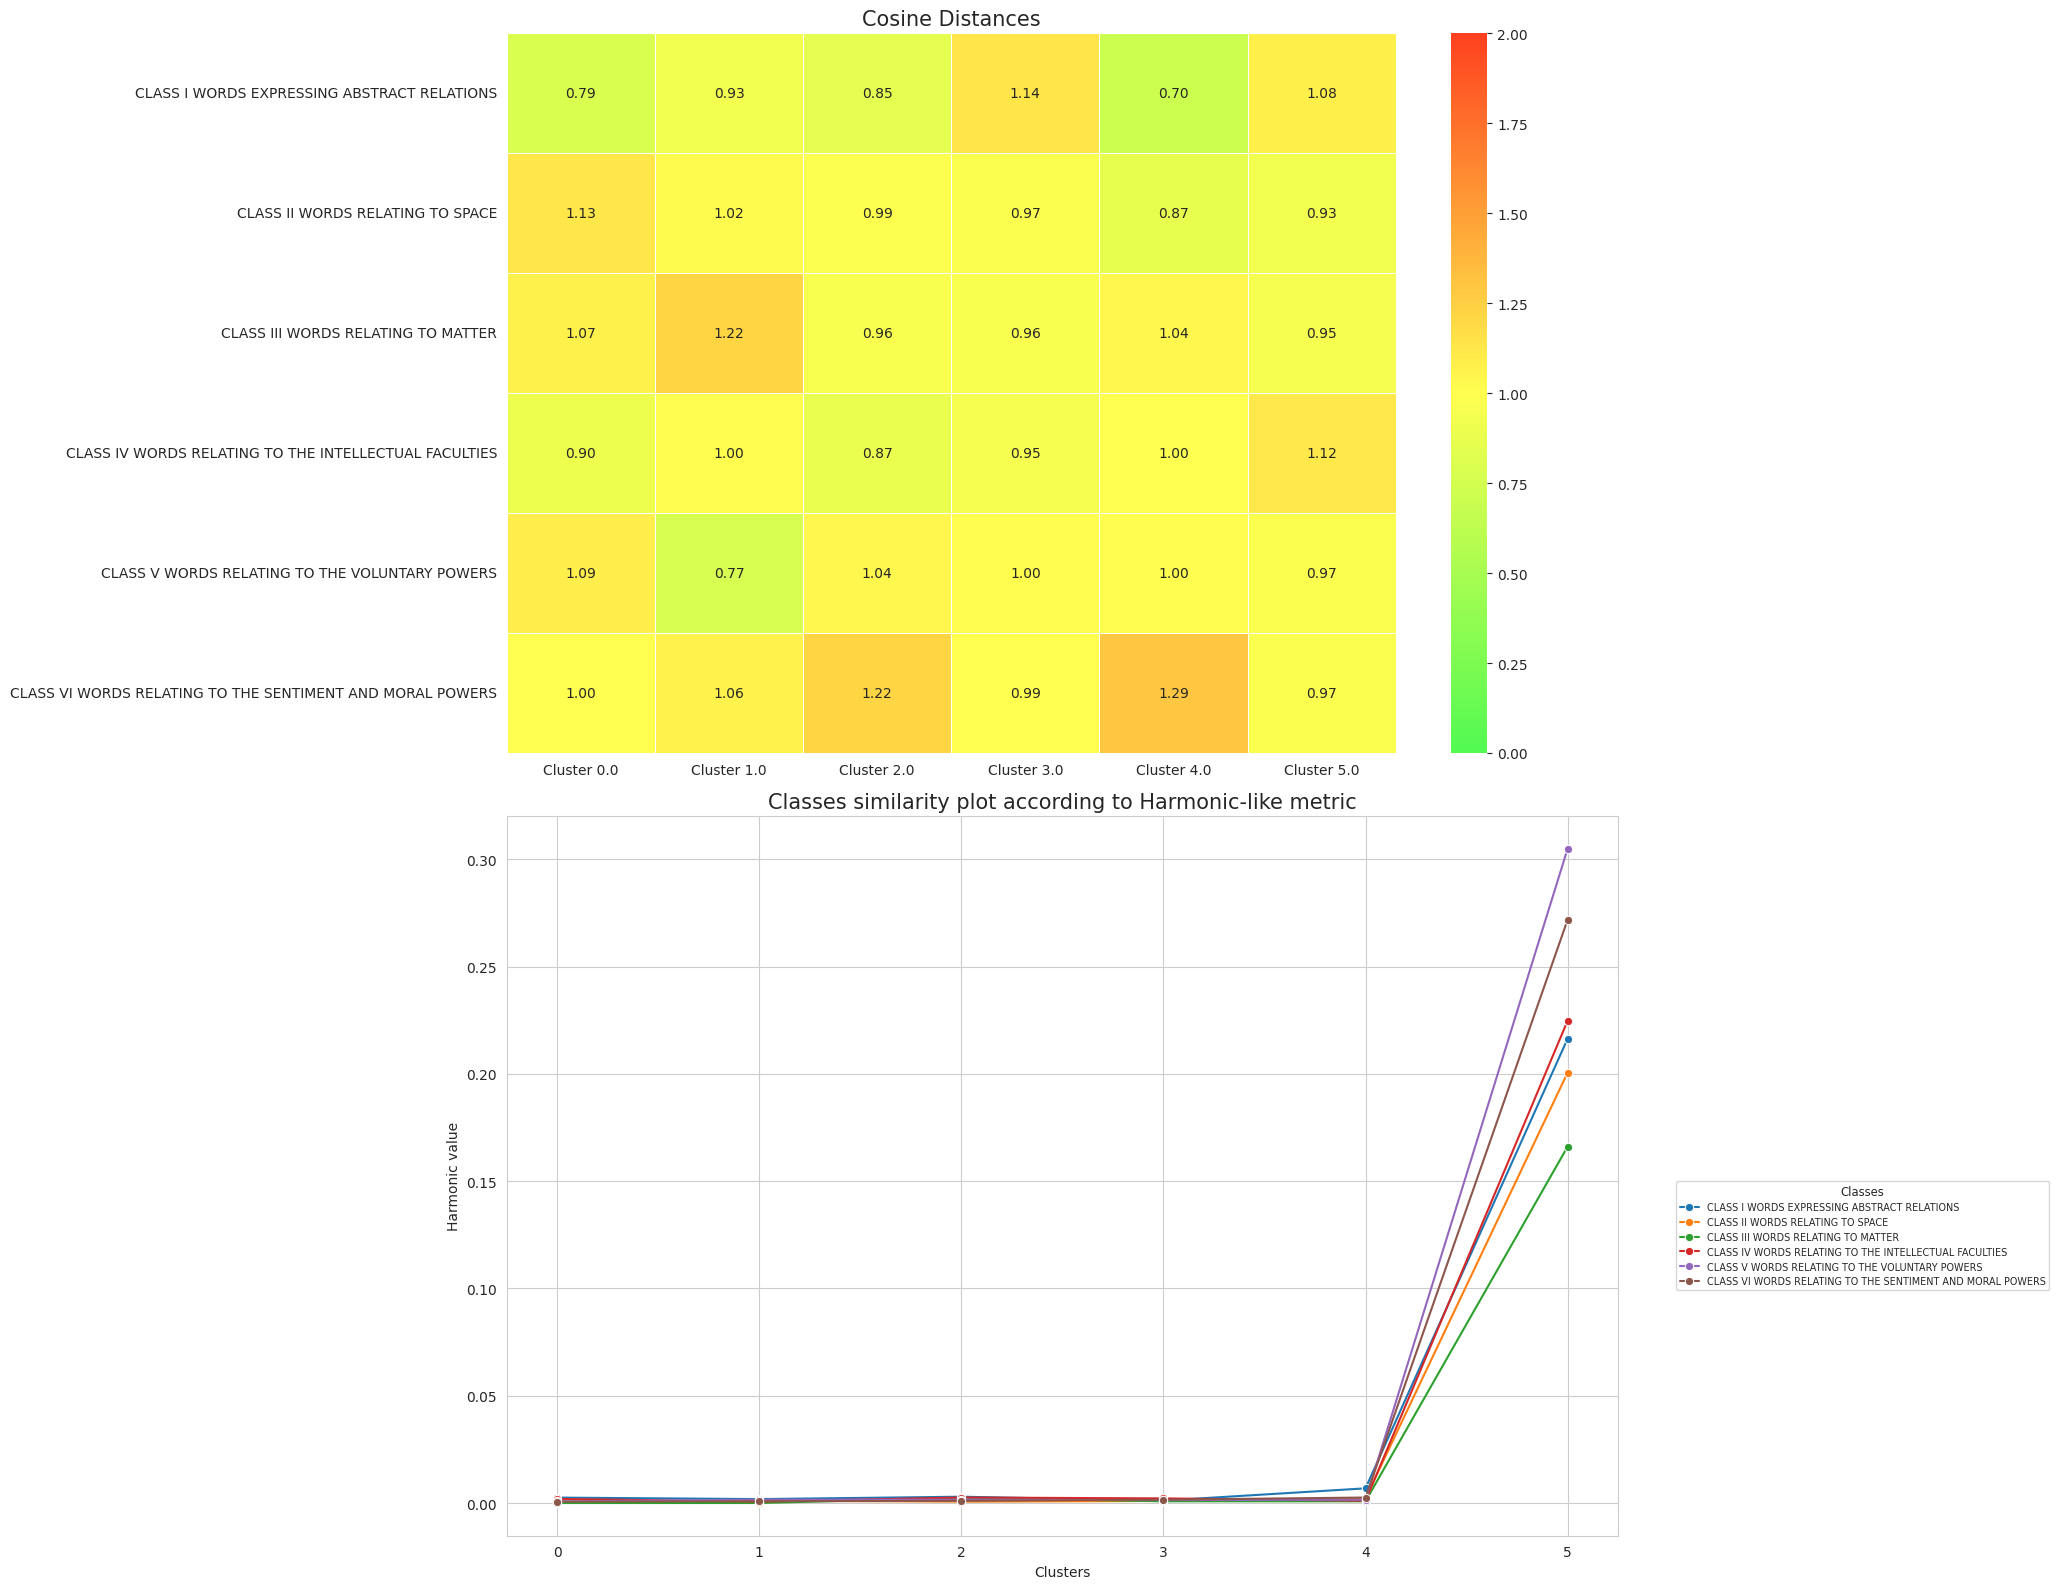 Cosine Distances
CLASS I WORDS EXPRESSING ABSTRACT RELATIONS 0.79 0.93 0.85 1.14 0.70 1.08
CLASS II WORDS RELATING TO SPACE 1.13 1.02 0.99 0.97 0.87 0.93
CLASS III WORDS RELATING TO MATTER 1.07 1.22 0.96 0.96 1.04 0.95
CLASS IV WORDS RELATING TO THE INTELLECTUAL FACULTIES 0.90 1.00 0.87 0.95 1.00 1.12
CLASS V WORDS RELATING TO THE VOLUNTARY POWERS 1.09 0.77 1.04 1.00 1.00 0.97
CLASS VI WORDS RELATING TO THE SENTIMENT AND MORAL POWERS 1.00 1.06 1.22 0.99 1.29 0.97
Cluster 0.0 Cluster 1.0 Cluster 2.0 Cluster 3.0 Cluster 4.0 Cluster 5.0
2.00
1.75
1.50
1.25
1.00
0.75
0.50
0.25
0.00
Classes similarity plot according to Harmonic-like metric
Harmonic value
0.30
0.25
0.20
0.15
0.10
0.05
0.00
0 1 2 3 4 5
Clusters
Classes
CLASS I WORDS EXPRESSING ABSTRACT RELATIONS
CLASS II WORDS RELATING TO SPACE
CLASS III WORDS RELATING TO MATTER
CLASS IV WORDS RELATING TO THE INTELLECTUAL FACULTIES
CLASS V WORDS RELATING TO THE VOLUNTARY POWERS
CLASS VI WORDS RELATING TO THE SENTIMENT AND MORAL POWERS